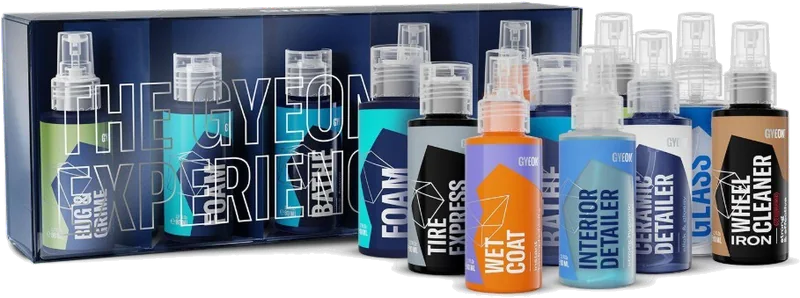 THE GYEON
EXPERIENCE
BUG &
GRIME
FOAM
BATHE
FOAM
TIRE
EXPRESS
GYEON
WET
COAT
BATHE
GYEON
INTERIOR
DETAILER
CERAMIC
DETAILER
GLASS
GYEON
WHEEL
CLEANER
IRON